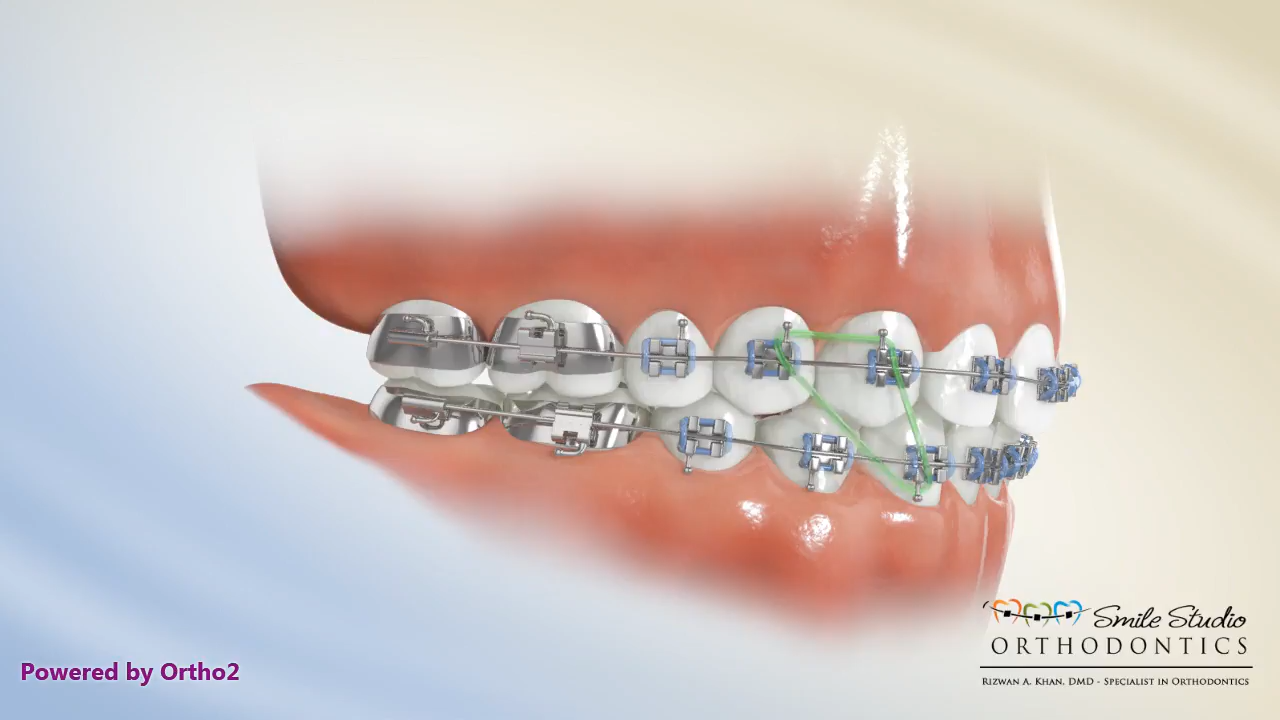 Smile Studio
ORTHODONTICS
RIZWAN A. KHAN, DMD - SPECIALIST IN ORTHODONTICS
Powered by Ortho2